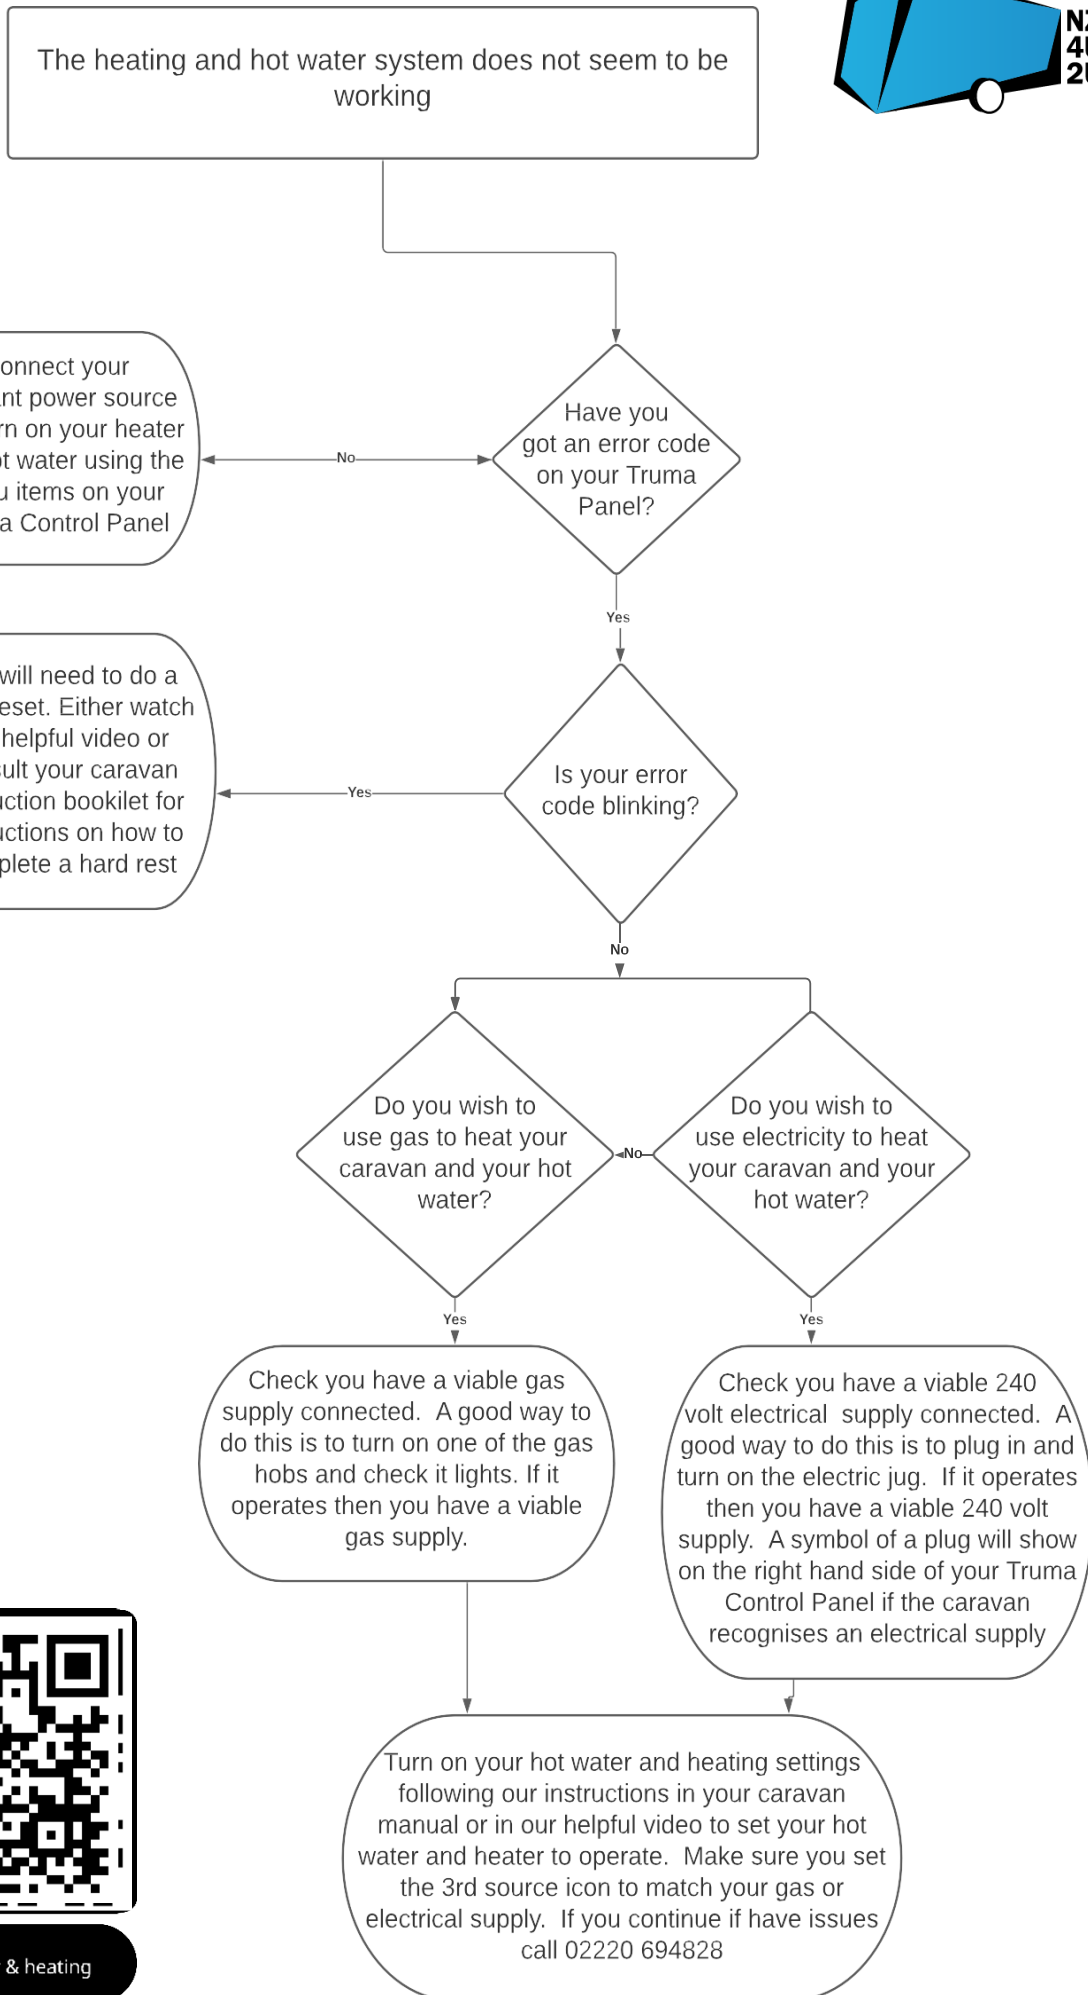 The heating and hot water system does not seem to be
working
NZ
4U
2U
onnect your
nt power source
rn on your heater
t water using the
u items on your
a Control Panel
No
Have you
got an error code
on your Truma
Panel?
Yes
will need to do a
eset. Either watch
helpful video or
ult your caravan
uction bookilet for
uctions on how to
plete a hard rest
Yes
Is your error
code blinking?
No
Do you wish to
use gas to heat your
caravan and your hot
water?
No
Do you wish to
use electricity to heat
your caravan and your
hot water?
Yes
Yes
Check you have a viable gas
supply connected.  A good way to
do this is to turn on one of the gas
hobs and check it lights. If it
operates then you have a viable
gas supply.
Check you have a viable 240
volt electrical  supply connected.  A
good way to do this is to plug in and
turn on the electric jug.  If it operates
then you have a viable 240 volt
supply.  A symbol of a plug will show
on the right hand side of your Truma
Control Panel if the caravan
recognises an electrical supply
Turn on your hot water and heating settings
following our instructions in your caravan
manual or in our helpful video to set your hot
water and heater to operate.  Make sure you set
the 3rd source icon to match your gas or
electrical supply.  If you continue if have issues
call 02220 694828
& heating